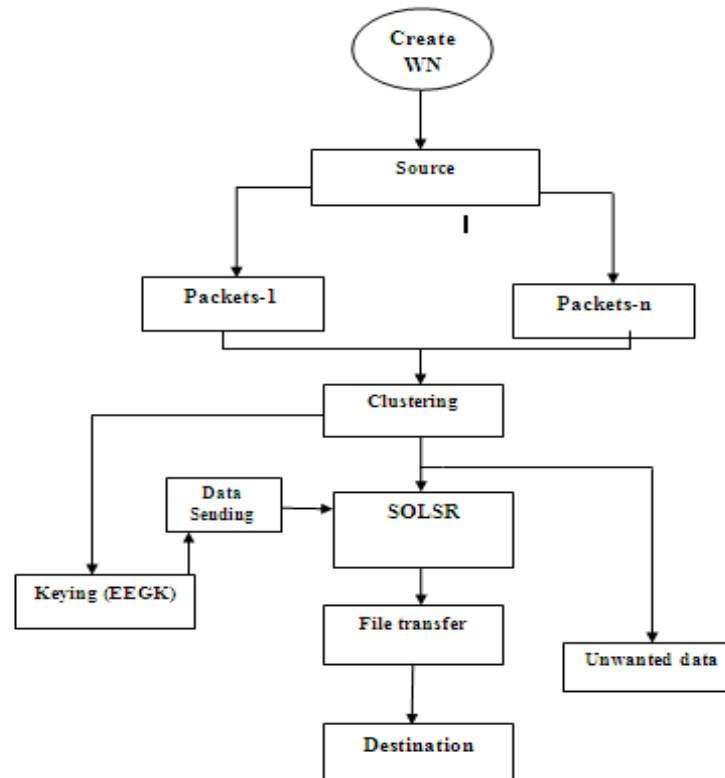 Create
WN
Source
Packets-1
Packets-n
Clustering
Data
Sending
SOLSR
Keying (EEGK)
File transfer
Unwanted data
Destination